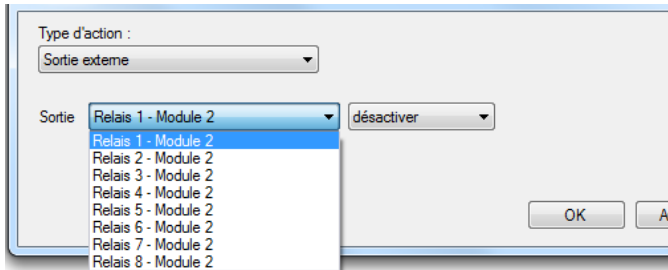 Type d'action :
Sortie externe
Sortie Relais 1 - Module 2 désactiver
Relais 1 - Module 2
Relais 2 - Module 2
Relais 3 - Module 2
Relais 4 - Module 2
Relais 5 - Module 2
Relais 6 - Module 2
Relais 7 - Module 2
Relais 8 - Module 2
OK A